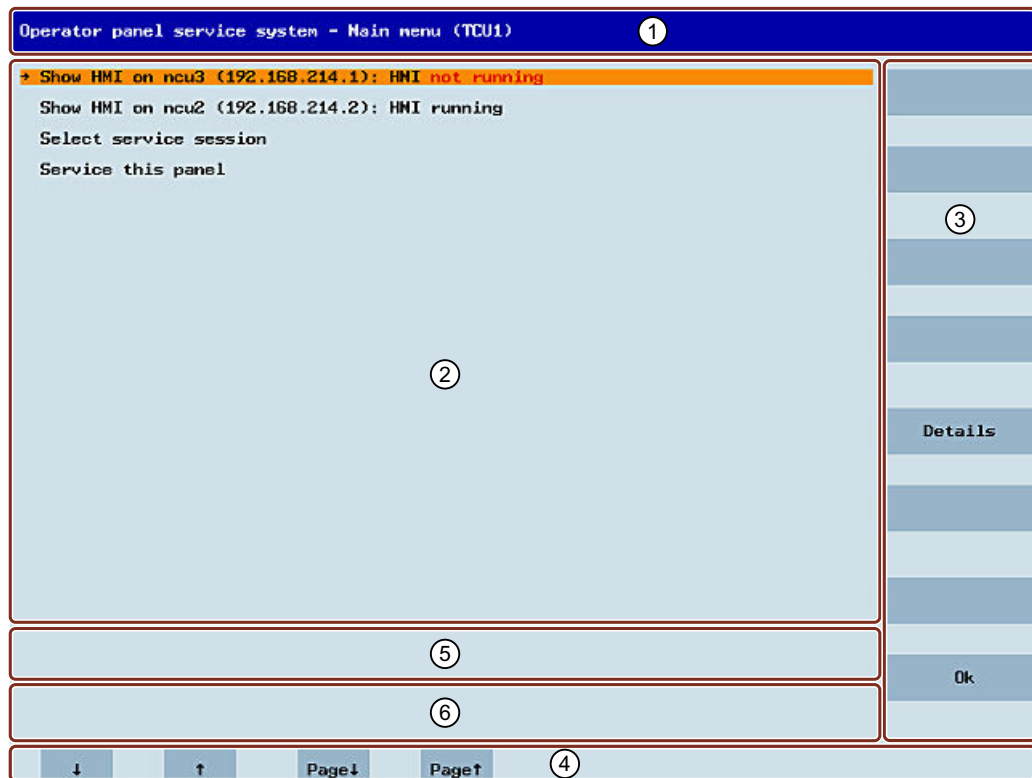 Operator panel service system - Main menu (TCU1)
1
→ Show HMI on ncu3 (192.168.214.1): HMI not running
Show HMI on ncu2 (192.168.214.2): HMI running
Select service session
Service this panel
3
2
Details
5
Ok
6
↓ ↑ Page↓ Page↑
4